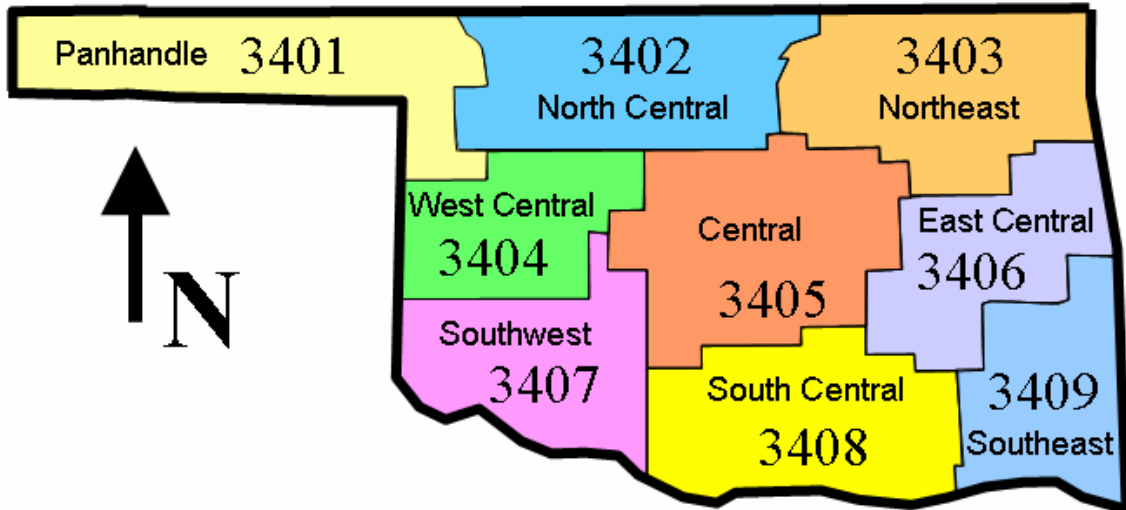 Panhandle 3401
3402
North Central
3403
Northeast
West Central
3404
Central
3405
East Central
3406
Southwest
3407
South Central
3408
3409
Southeast
N